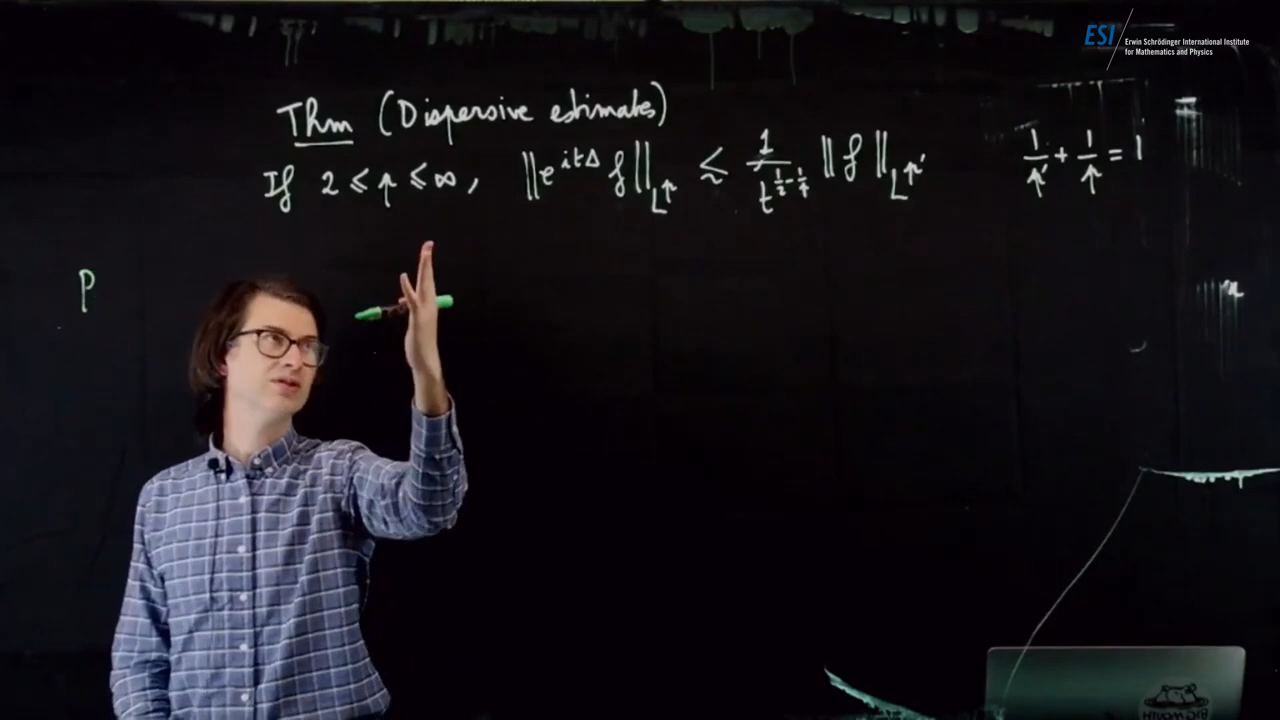 ESI Erwin Schrödinger International Institute
for Mathematics and Physics
Thm (Dispersive estimates)
If 2 ≤ p ≤ ∞, ||e^{itΔ} f||_{L^p} ≲ 1/t^{1/2 - 1/p} ||f||_{L^{p'}} 1/p' + 1/p = 1
P